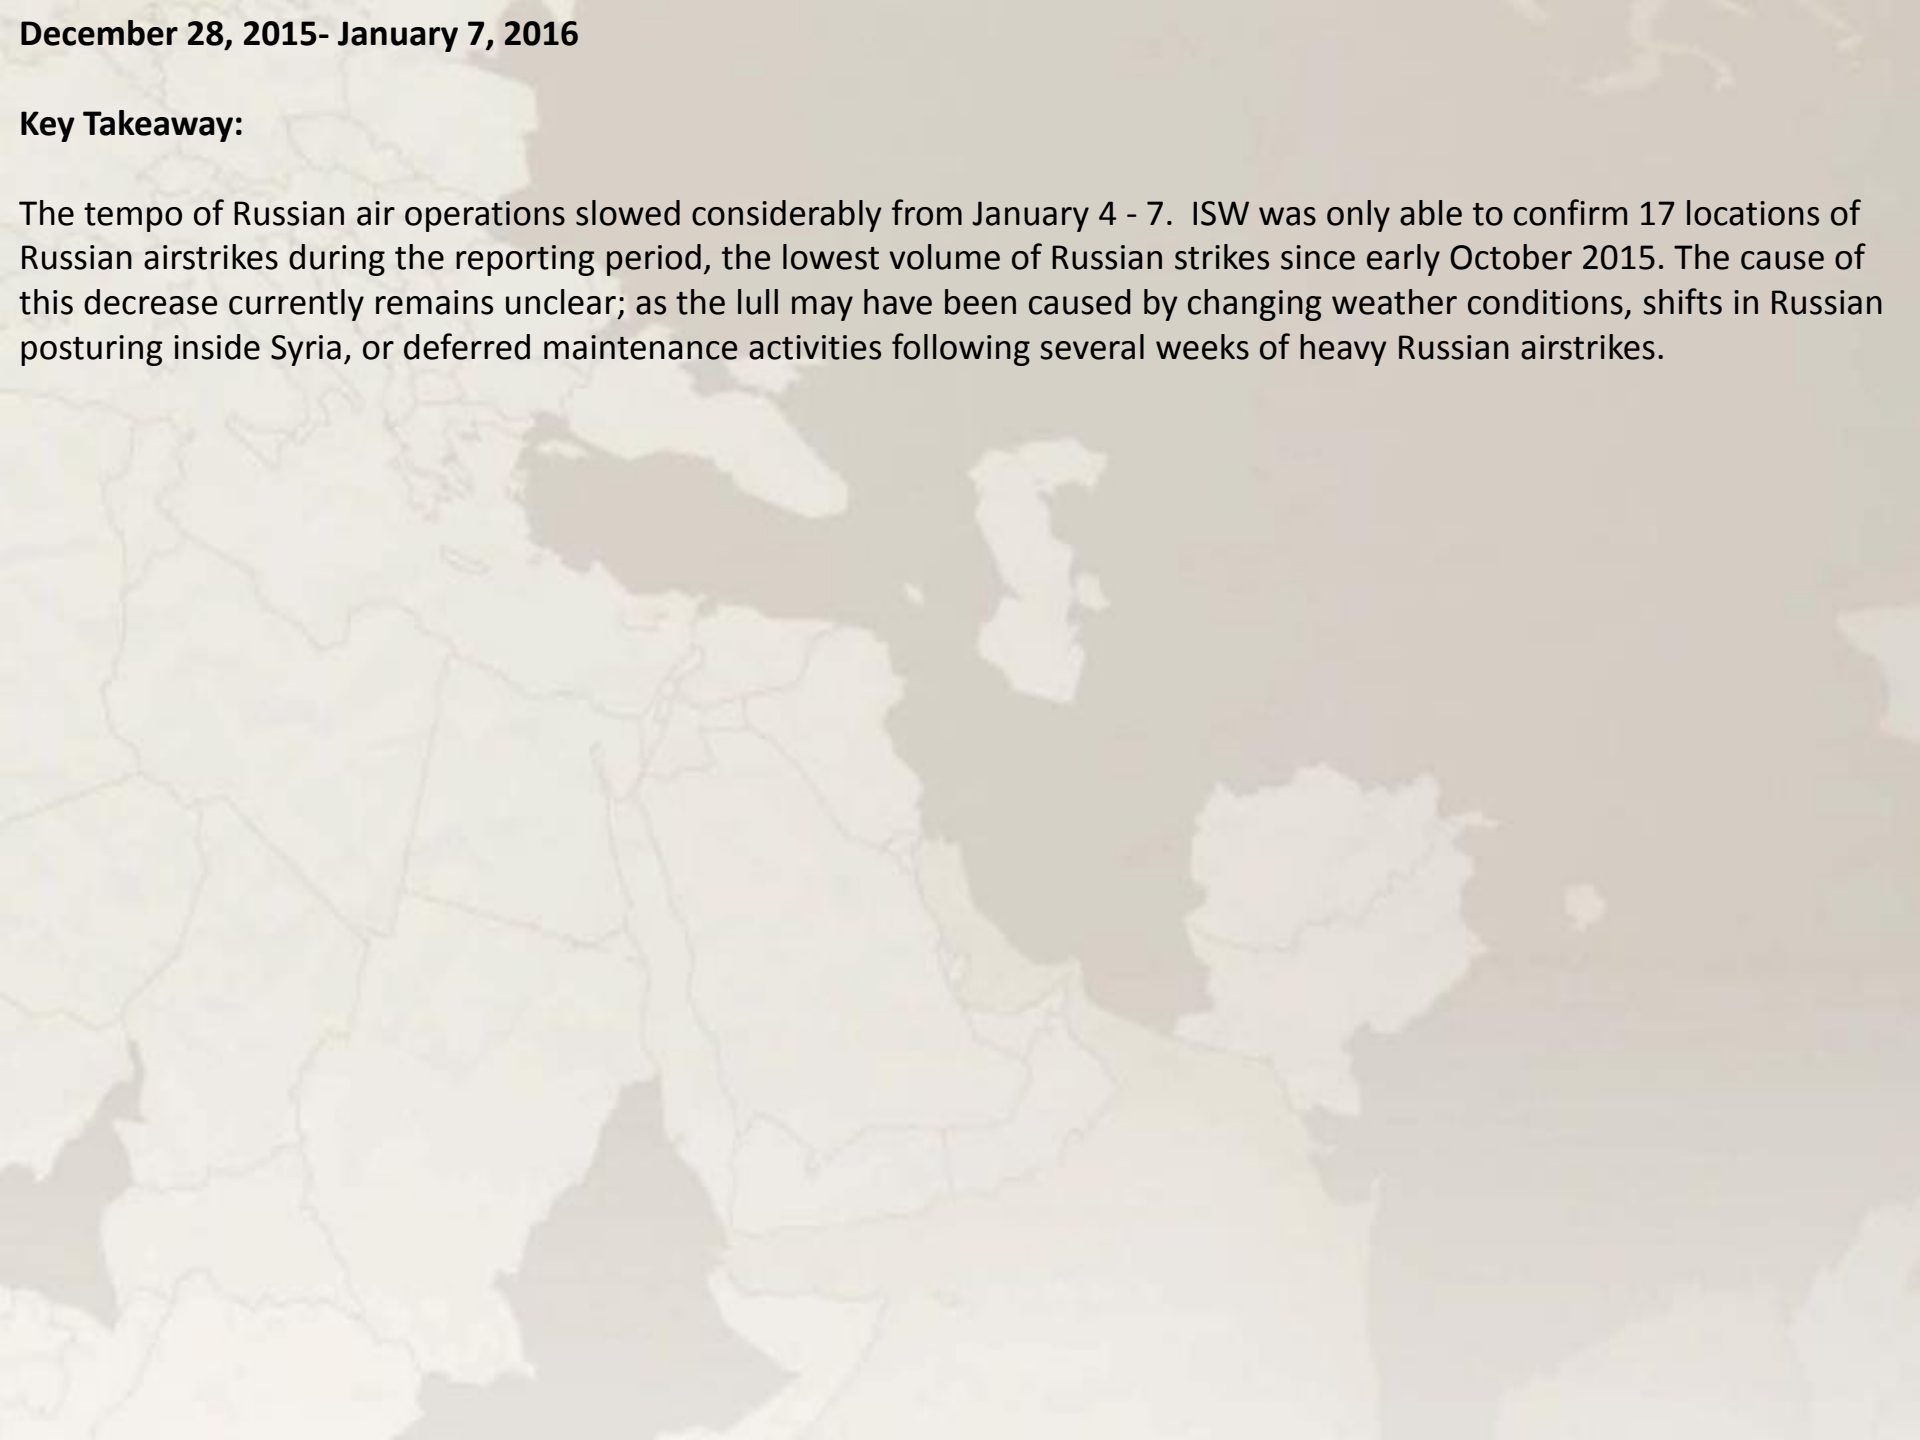 December 28, 2015- January 7, 2016
Key Takeaway:
The tempo of Russian air operations slowed considerably from January 4 - 7.  ISW was only able to confirm 17 locations of
Russian airstrikes during the reporting period, the lowest volume of Russian strikes since early October 2015. The cause of
this decrease currently remains unclear; as the lull may have been caused by changing weather conditions, shifts in Russian
posturing inside Syria, or deferred maintenance activities following several weeks of heavy Russian airstrikes.